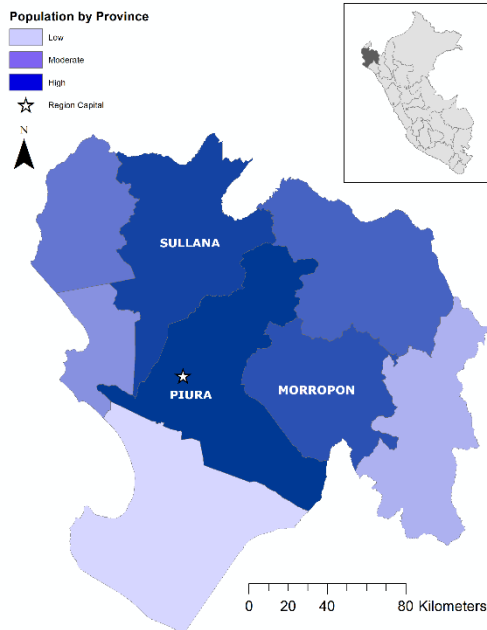 Population by Province
Low
Moderate
High
Region Capital
N
SULLANA
PIURA
MORROPON
0 20 40 80 Kilometers